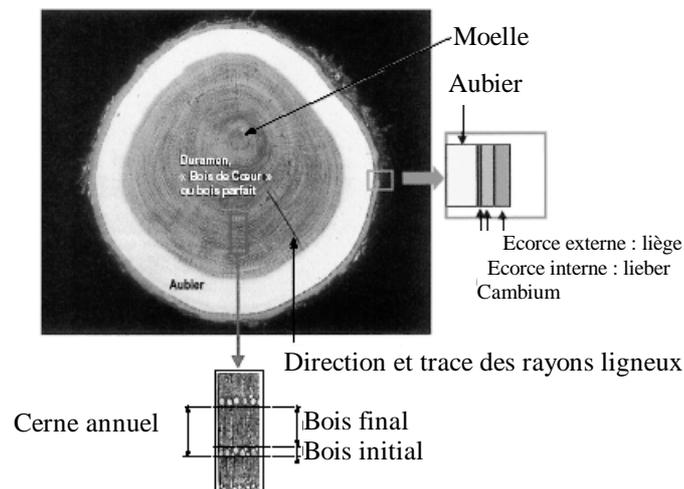 Moelle
Aubier
Duramen,
« Bois de Cœur »
ou bois parfait
Ecorce externe : liège
Ecorce interne : lieber
Cambium
Aubier
Direction et trace des rayons ligneux
Cerne annuel
Bois final
Bois initial